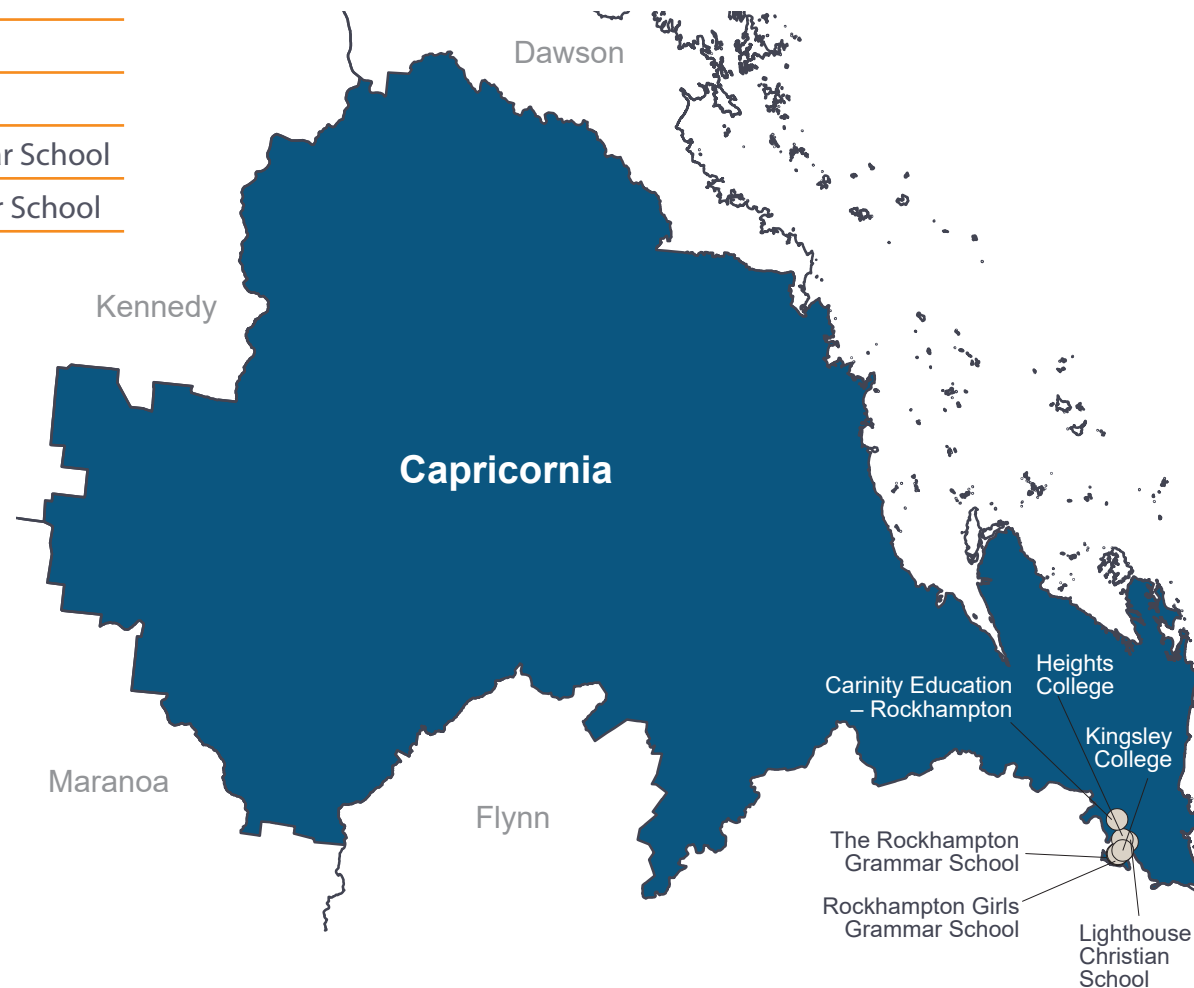 School
School
Dawson
Kennedy
Capricornia
Heights
College
Carinity Education
– Rockhampton
Kingsley
College
Maranoa
Flynn
The Rockhampton
Grammar School
Rockhampton Girls
Grammar School
Lighthouse
Christian
School